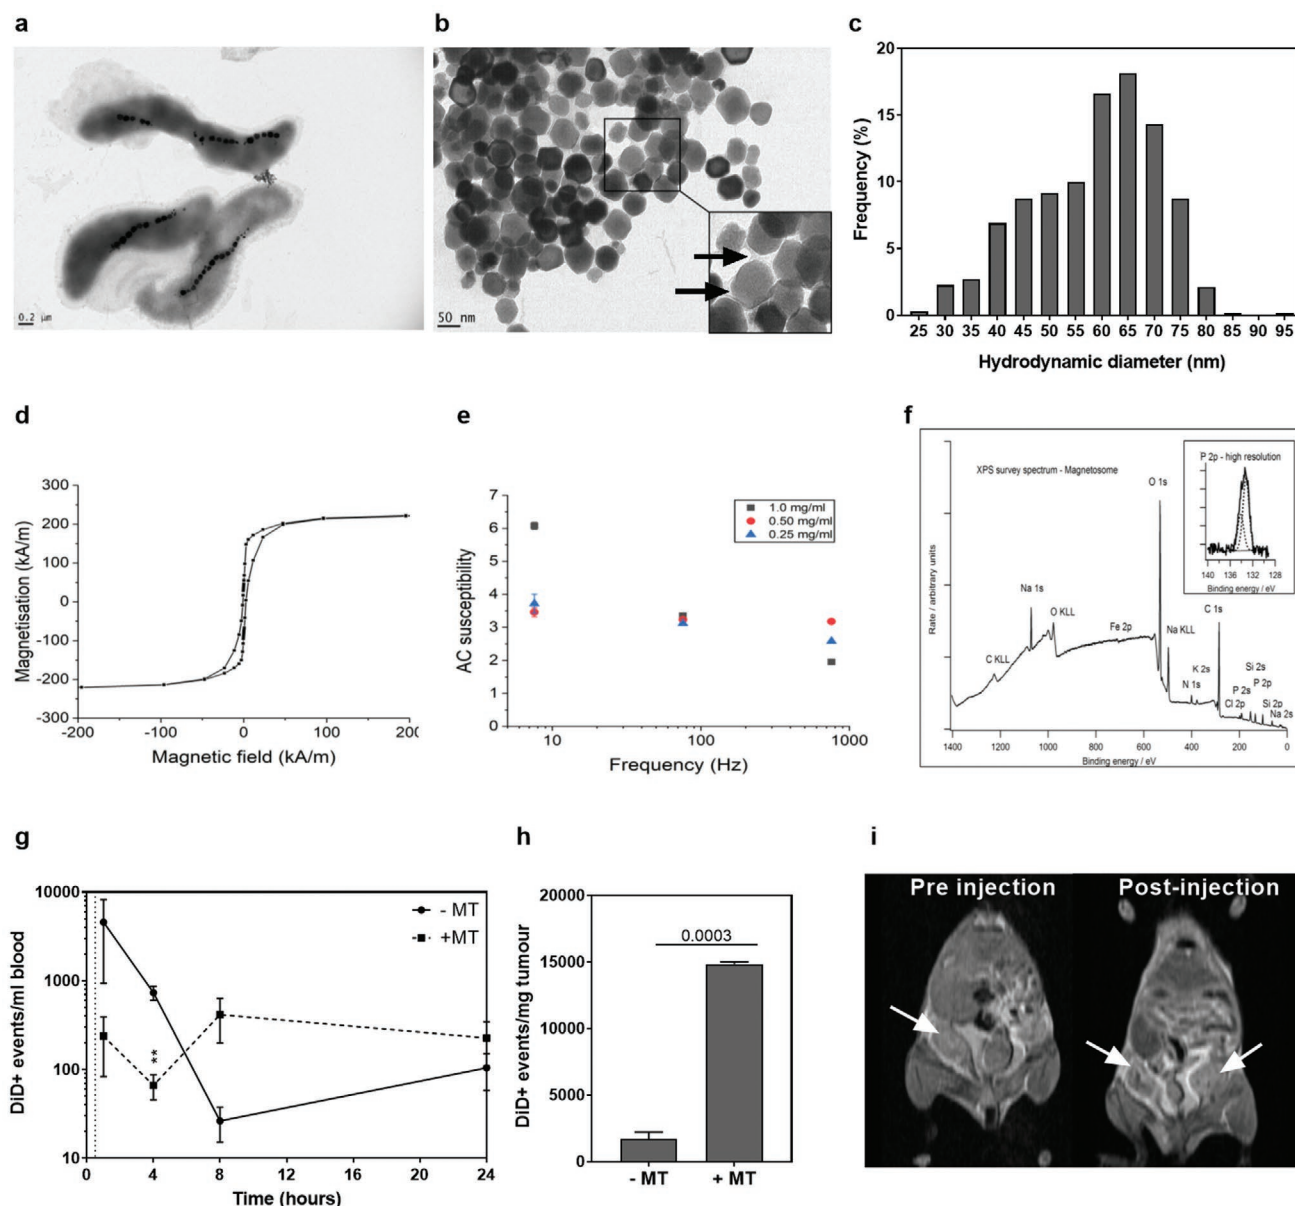 a
0.2 µm
b
50 nm
c
Frequency (%)
20
15
10
5
0
25 30 35 40 45 50 55 60 65 70 75 80 85 90 95
Hydrodynamic diameter (nm)
d
Magnetisation (kA/m)
300
200
100
0
-100
-200
-300
-200 -100 0 100 200
Magnetic field (kA/m)
e
AC susceptibility
7
6
5
4
3
2
1
0
1.0 mg/ml
0.50 mg/ml
0.25 mg/ml
10 100 1000
Frequency (Hz)
f
XPS survey spectrum - Magnetosome
Rate / arbitrary units
C KLL
Na 1s
O KLL
Fe 2p
O 1s
Na KLL
N 1s
K 2s
C 1s
Cl 2p
P 2s
Si 2s
P 2p
Si 2p
Na 2s
1400 1200 1000 800 600 400 200 0
Binding energy / eV
P 2p - high resolution
140 136 132 128
Binding energy / eV
g
DiD+ events/ml blood
10000
1000
100
10
- MT
+MT
**
0 4 8 12 16 20 24
Time (hours)
h
DiD+ events/mg tumour
20000
15000
10000
5000
0
0.0003
- MT + MT
i
Pre injection
Post-injection